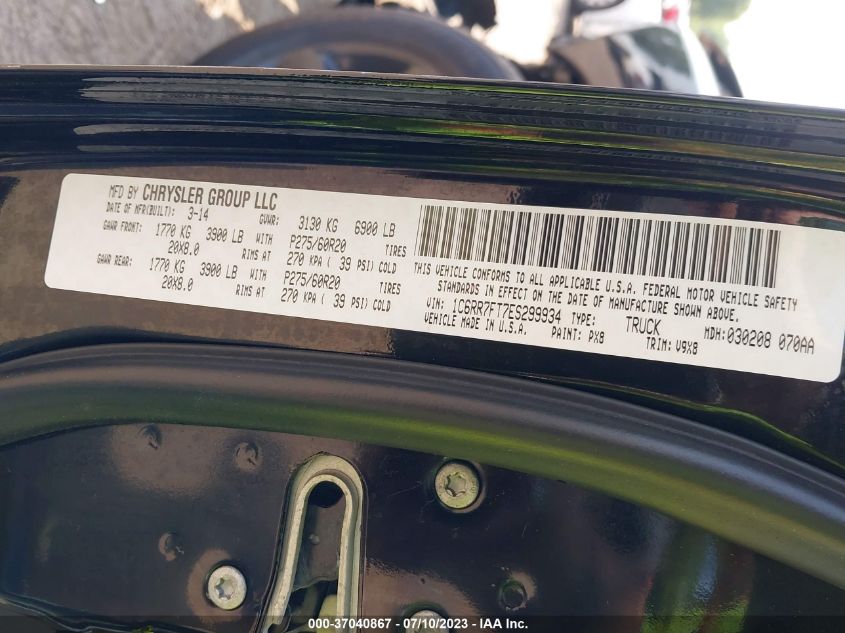 MFD BY CHRYSLER GROUP LLC
DATE OF MFR(BUILT): 3-14 GVWR: 3130 KG 6900 LB
GAWR FRONT: 1770 KG 3900 LB WITH P275/60R20 TIRES
20X8.0 RIMS AT 270 KPA ( 39 PSI) COLD
GAWR REAR: 1770 KG 3900 LB WITH P275/60R20 TIRES
20X8.0 RIMS AT 270 KPA ( 39 PSI) COLD
THIS VEHICLE CONFORMS TO ALL APPLICABLE U.S.A. FEDERAL MOTOR VEHICLE SAFETY
STANDARDS IN EFFECT ON THE DATE OF MANUFACTURE SHOWN ABOVE.
VIN: 1C6RR7FT7ES299934 TYPE: TRUCK MDH:030208 070AA
VEHICLE MADE IN U.S.A. PAINT: PX8 TRIM: V9X8
000-37040867 - 07/10/2023 - IAA Inc.